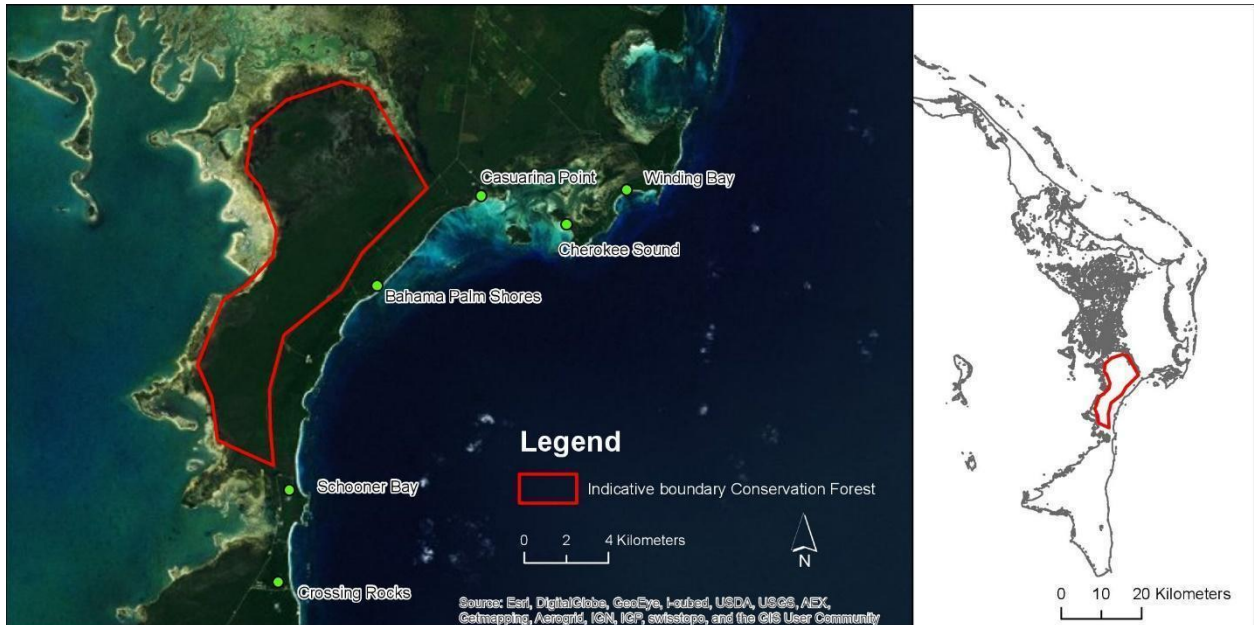 Casuarina Point
Winding Bay
Cherokee Sound
Bahama Palm Shores
Legend
Indicative boundary Conservation Forest
Schooner Bay
0 2 4 Kilometers
N
Crossing Rocks
Source: Esri, DigitalGlobe, GeoEye, i-cubed, USDA, USGS, AEX,
Getmapping, Aerogrid, IGN, IGP, swisstopo, and the GIS User Community
0 10 20 Kilometers